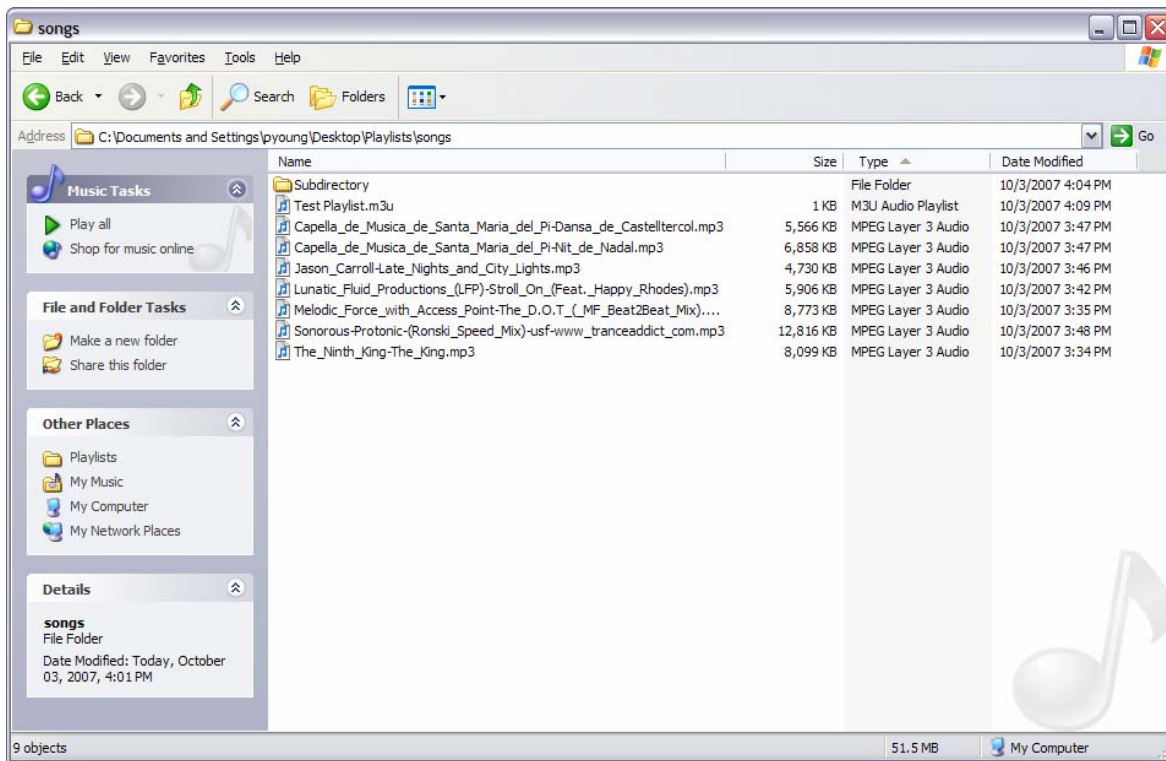 songs
File Edit View Favorites Tools Help
Back Search Folders
Address C:\Documents and Settings\pyoung\Desktop\Playlists\songs Go
Music Tasks
Play all
Shop for music online
File and Folder Tasks
Make a new folder
Share this folder
Other Places
Playlists
My Music
My Computer
My Network Places
Details
songs
File Folder
Date Modified: Today, October
03, 2007, 4:01 PM
Name Size Type Date Modified
Subdirectory File Folder 10/3/2007 4:04 PM
Test Playlist.m3u 1 KB M3U Audio Playlist 10/3/2007 4:09 PM
Capella_de_Musica_de_Santa_Maria_del_Pi-Dansa_de_Castelltercol.mp3 5,566 KB MPEG Layer 3 Audio 10/3/2007 3:47 PM
Capella_de_Musica_de_Santa_Maria_del_Pi-Nit_de_Nadal.mp3 6,858 KB MPEG Layer 3 Audio 10/3/2007 3:47 PM
Jason_Carroll-Late_Nights_and_City_Lights.mp3 4,730 KB MPEG Layer 3 Audio 10/3/2007 3:46 PM
Lunatic_Fluid_Productions_(LFP)-Stroll_On_(Feat._Happy_Rhodes).mp3 5,906 KB MPEG Layer 3 Audio 10/3/2007 3:42 PM
Melodic_Force_with_Access_Point-The_D.O.T_(_MF_Beat2Beat_Mix).... 8,773 KB MPEG Layer 3 Audio 10/3/2007 3:35 PM
Sonorous-Protonic-(Ronski_Speed_Mix)-usf-www_tranceaddict_com.mp3 12,816 KB MPEG Layer 3 Audio 10/3/2007 3:48 PM
The_Ninth_King-The_King.mp3 8,099 KB MPEG Layer 3 Audio 10/3/2007 3:34 PM
9 objects 51.5 MB My Computer